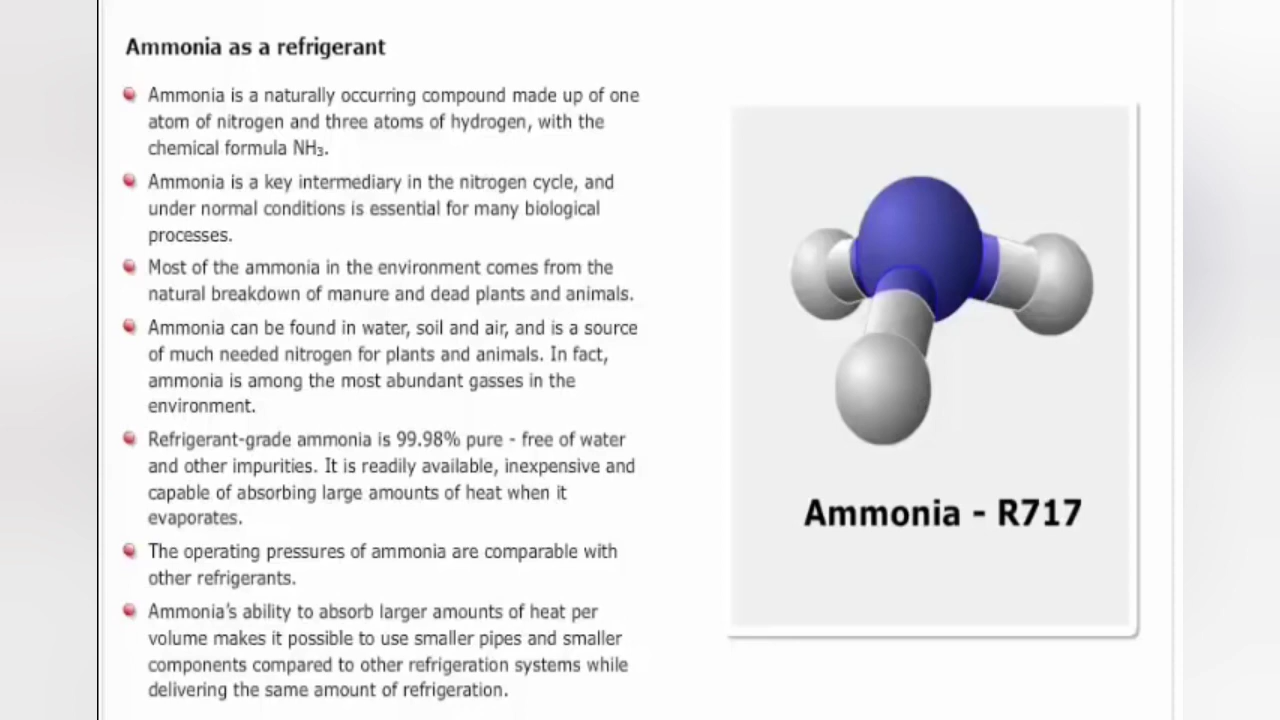 Ammonia as a refrigerant
Ammonia is a naturally occurring compound made up of one
atom of nitrogen and three atoms of hydrogen, with the
chemical formula NH₃.
Ammonia is a key intermediary in the nitrogen cycle, and
under normal conditions is essential for many biological
processes.
Most of the ammonia in the environment comes from the
natural breakdown of manure and dead plants and animals.
Ammonia can be found in water, soil and air, and is a source
of much needed nitrogen for plants and animals. In fact,
ammonia is among the most abundant gasses in the
environment.
Refrigerant-grade ammonia is 99.98% pure - free of water
and other impurities. It is readily available, inexpensive and
capable of absorbing large amounts of heat when it
evaporates.
The operating pressures of ammonia are comparable with
other refrigerants.
Ammonia's ability to absorb larger amounts of heat per
volume makes it possible to use smaller pipes and smaller
components compared to other refrigeration systems while
delivering the same amount of refrigeration.
Ammonia - R717